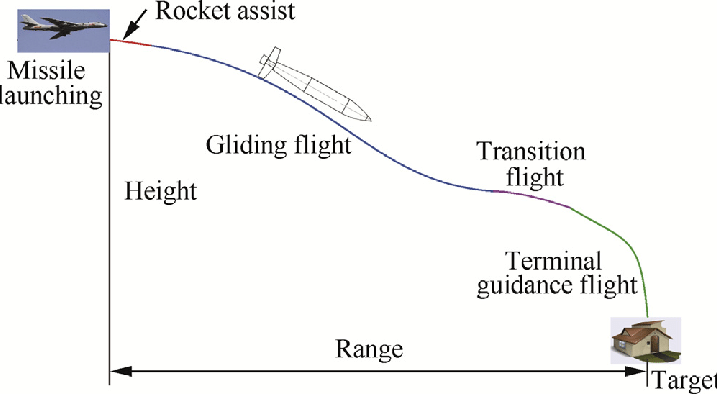 Rocket assist
Missile
launching
Gliding flight
Transition
flight
Height
Terminal
guidance flight
Range
Target